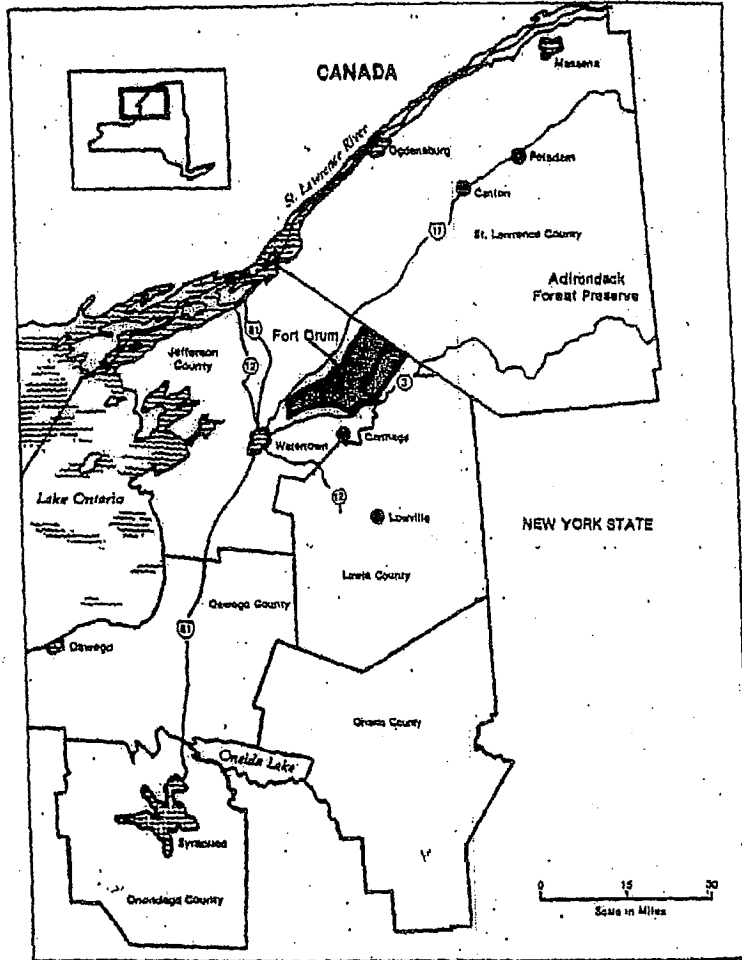 CANADA
Massena
St. Lawrence River
Ogdensburg
Potsdam
Canton
11
St. Lawrence County
Adirondack
Forest Preserve
81
Fort Drum
Jefferson
County
12
3
Watertown
Carthage
Lake Ontario
12
Lowville
NEW YORK STATE
Lewis County
Oswego County
81
Oswego
Oneida County
Oneida Lake
Syracuse
Onondaga County
0 15 30
Scale in Miles